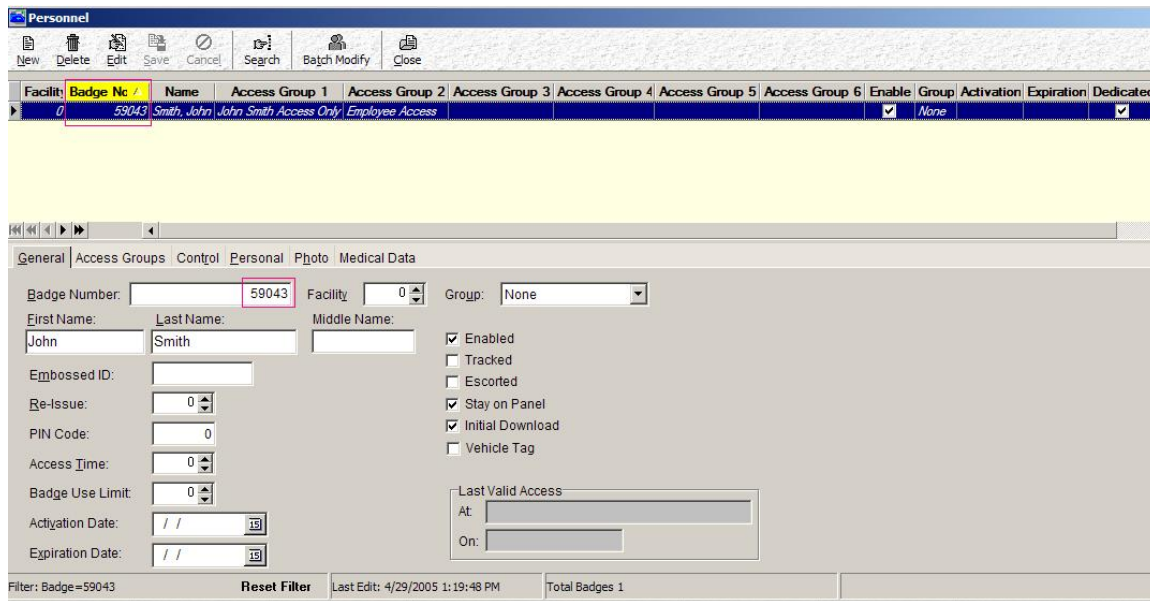 Personnel
New Delete Edit Save Cancel Search Batch Modify Close
Facilit Badge Nc / Name Access Group 1 Access Group 2 Access Group 3 Access Group 4 Access Group 5 Access Group 6 Enable Group Activation Expiration Dedicated
0 59043 Smith, John John Smith Access Only Employee Access None
General Access Groups Control Personal Photo Medical Data
Badge Number: 59043 Facility 0 Group: None
First Name: Last Name: Middle Name:
John Smith
Enabled
Tracked
Embossed ID: Escorted
Re-Issue: 0 Stay on Panel
Initial Download
PIN Code: 0
Vehicle Tag
Access Time: 0
Badge Use Limit: 0 Last Valid Access
At:
Activation Date: / / 15
On:
Expiration Date: / / 15
Filter: Badge=59043 Reset Filter Last Edit: 4/29/2005 1:19:48 PM Total Badges 1